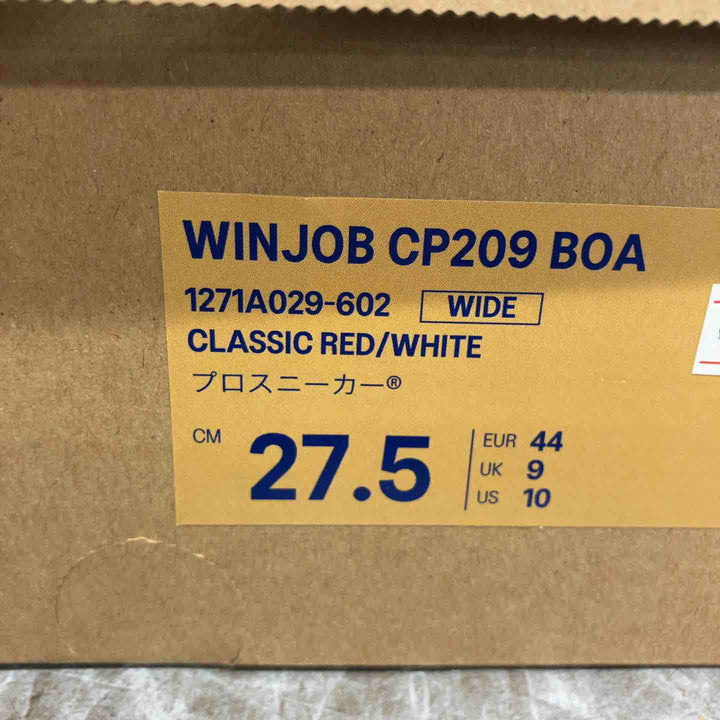 WINJOB CP209 BOA
1271A029-602 WIDE
CLASSIC RED/WHITE
プロスニーカー®
CM 27.5
EUR 44
UK 9
US 10